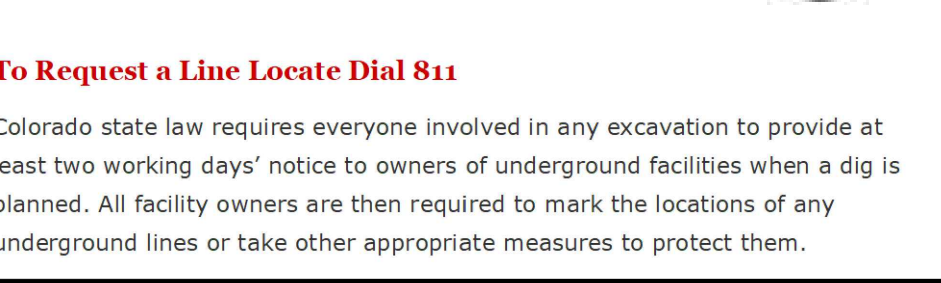 To Request a Line Locate Dial 811
Colorado state law requires everyone involved in any excavation to provide at
least two working days’ notice to owners of underground facilities when a dig is
planned. All facility owners are then required to mark the locations of any
underground lines or take other appropriate measures to protect them.